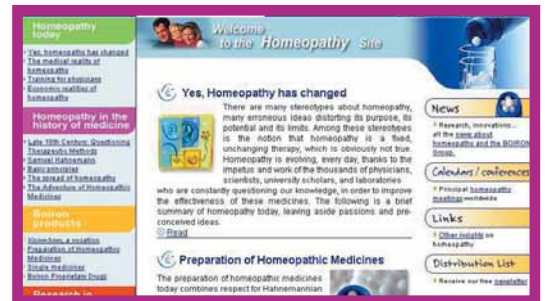 Homeopathy
today
Yes, homeopathy has changed
The medical reality of
homeopathy
Training for physicians
Economic realities of
homeopathy
Homeopathy in the
history of medicine
Late 18th Century: Questioning
Therapeutic Methods
Samuel Hahnemann
Basic principles
The spread of homeopathy
The Adventure of Homeopathic
Medicines
Boiron
products
Know-how, a vocation
Preparation of Homeopathic
Medicines
Single medicines
Boiron Proprietary Drugs
Research in
Welcome
to the Homeopathy Site
Yes, Homeopathy has changed
There are many stereotypes about homeopathy,
many erroneous ideas distorting its purpose, its
potential and its limits. Among these stereotypes
is the notion that homeopathy is a fixed,
unchanging therapy, which is obviously not true.
Homeopathy is evolving, every day, thanks to the
impetus and work of the thousands of physicians,
scientists, university scholars, and laboratories
who are constantly questioning our knowledge, in order to improve
the effectiveness of these medicines. The following is a brief
summary of homeopathy today, leaving aside passions and pre-
conceived ideas.
Read
Preparation of Homeopathic Medicines
The preparation of homeopathic medicines
today combines respect for Hahnemannian
News
Research, innovations...
all the news about
homeopathy and the BOIRON
Group.
Calendars / conferences
Principal homeopathy
meetings worldwide
Links
Other insights on
homeopathy
Distribution List
Receive our free newsletter